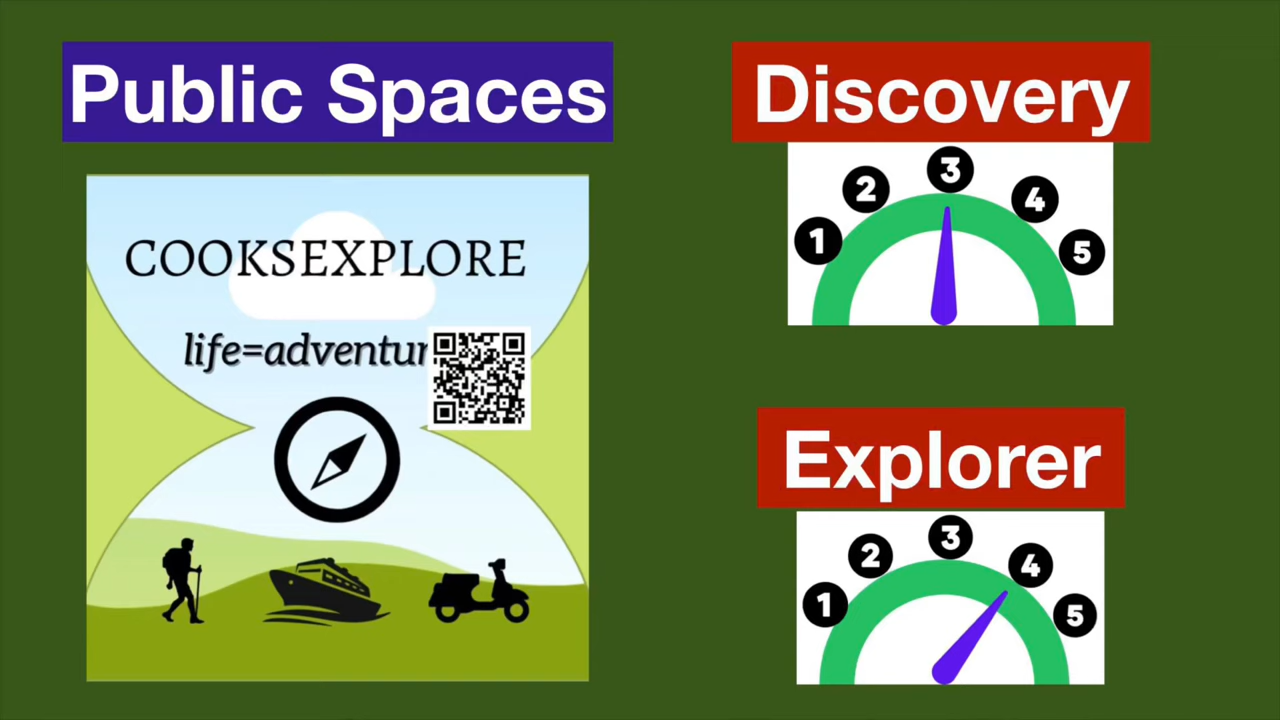 Public Spaces
COOKSEXPLORE
life=adventur
Discovery
1 2 3 4 5
Explorer
1 2 3 4 5